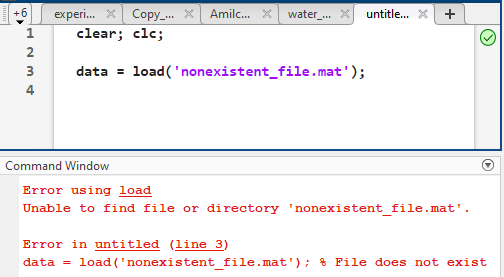 +6 experi... Copy_... Amilc... water_... untitle... +
1 clear; clc;
2
3 data = load('nonexistent_file.mat');
4
Command Window
Error using load
Unable to find file or directory 'nonexistent_file.mat'.
Error in untitled (line 3)
data = load('nonexistent_file.mat'); % File does not exist